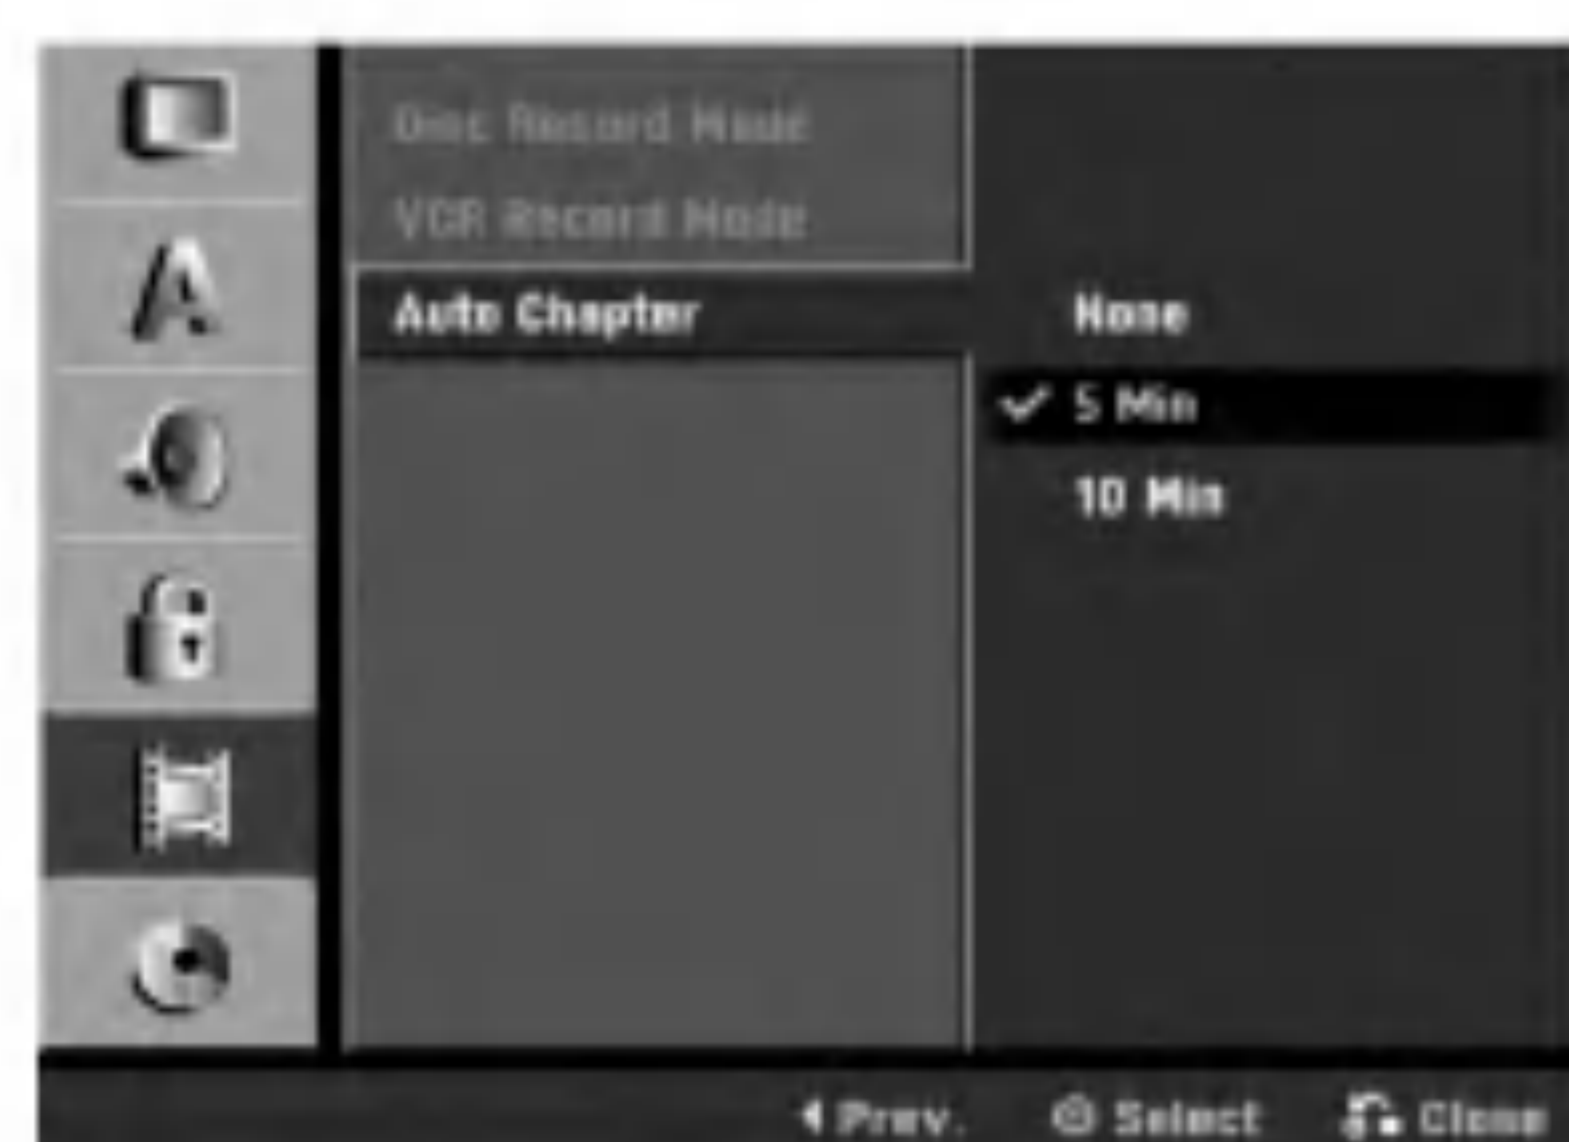 Disc Record Mode
VCR Record Mode
Auto Chapter
None
5 Min
10 Min
Prev.
Select
Close